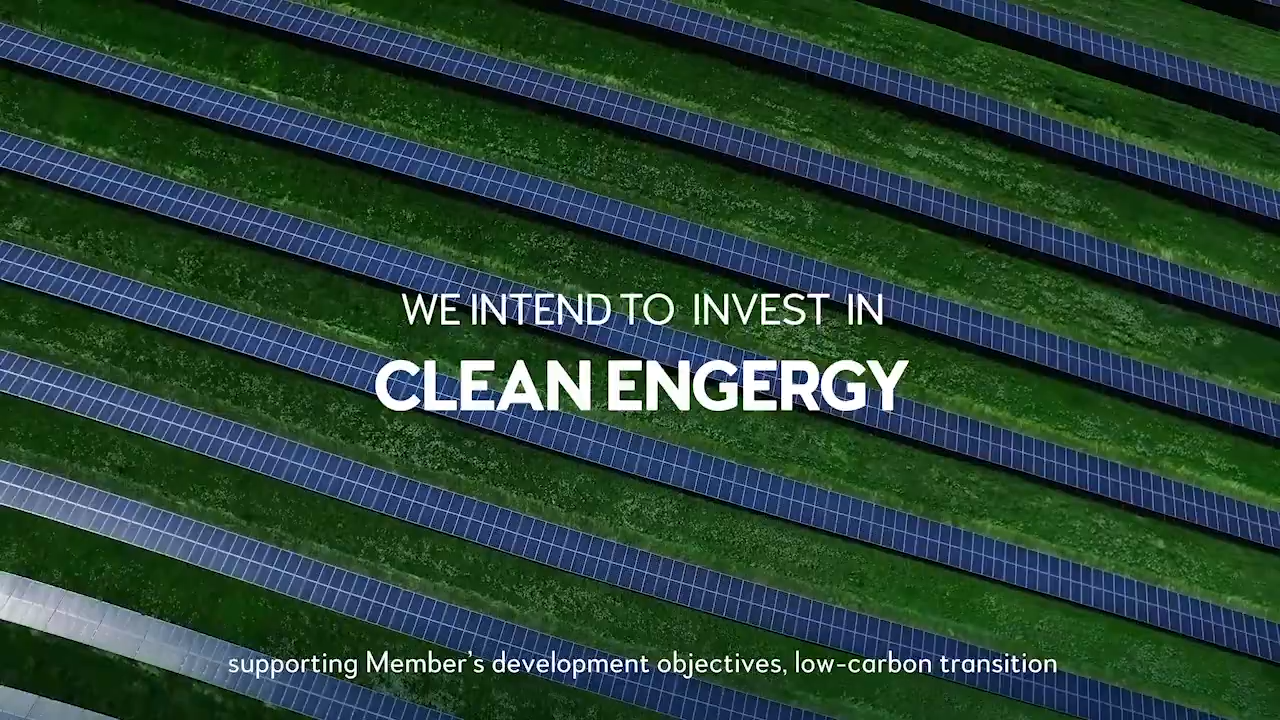 WE INTEND TO INVEST IN
CLEAN ENGERGY
supporting Member's development objectives, low-carbon transition